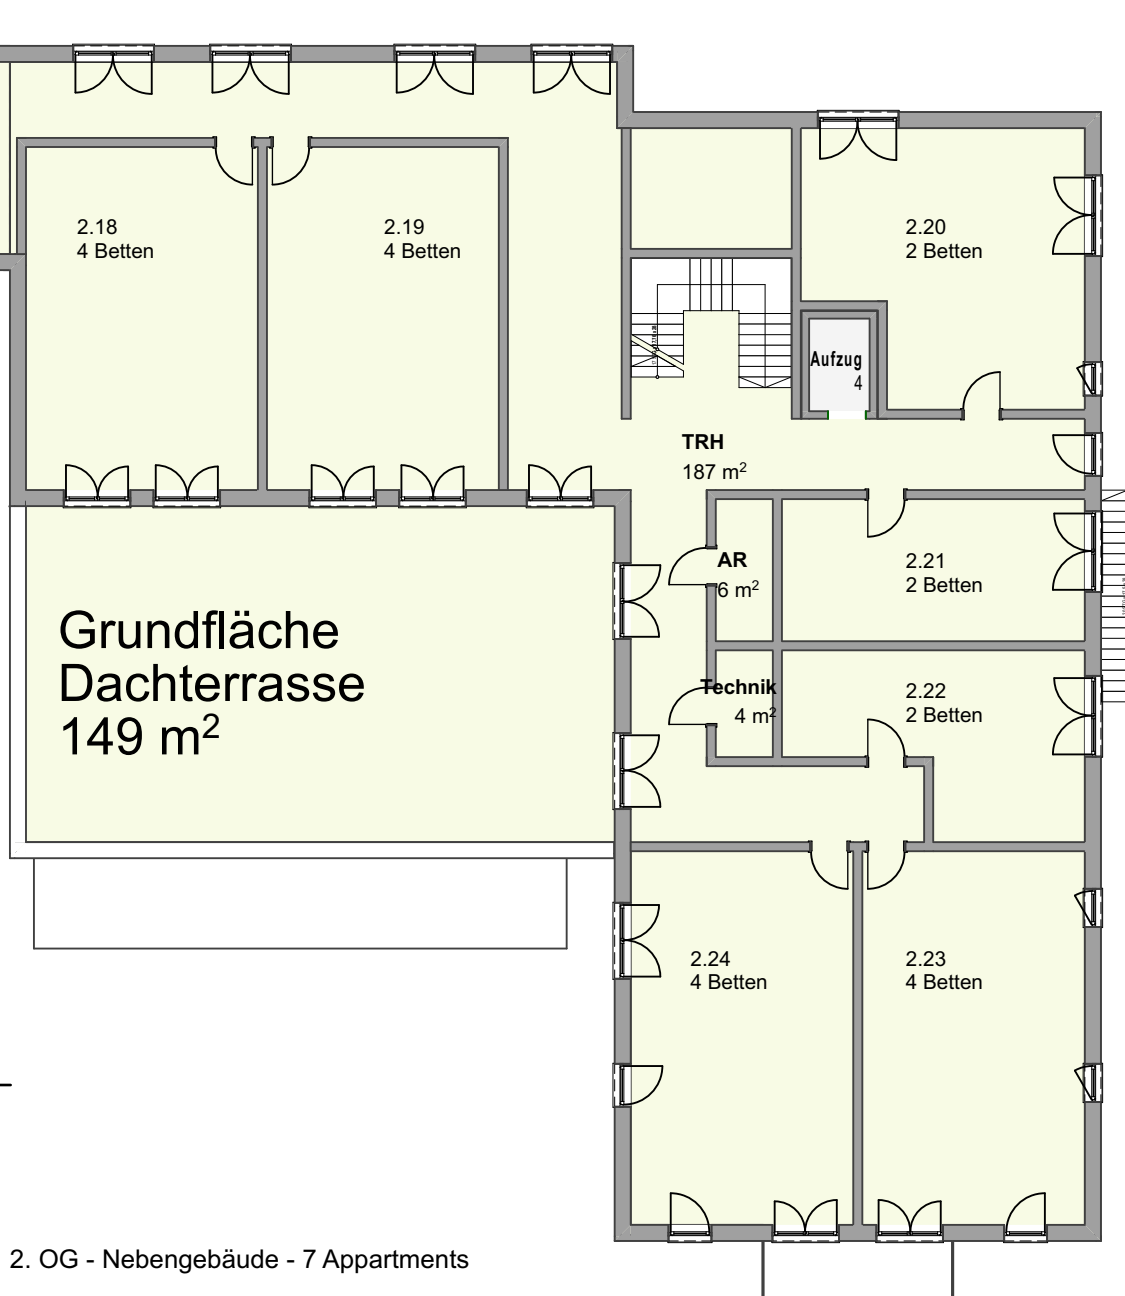 2.18
4 Betten
2.19
4 Betten
2.20
2 Betten
Aufzug
4
TRH
187 m²
AR
6 m²
2.21
2 Betten
Grundfläche
Dachterrasse
149 m²
Technik
4 m²
2.22
2 Betten
2.24
4 Betten
2.23
4 Betten
2. OG - Nebengebäude - 7 Appartments